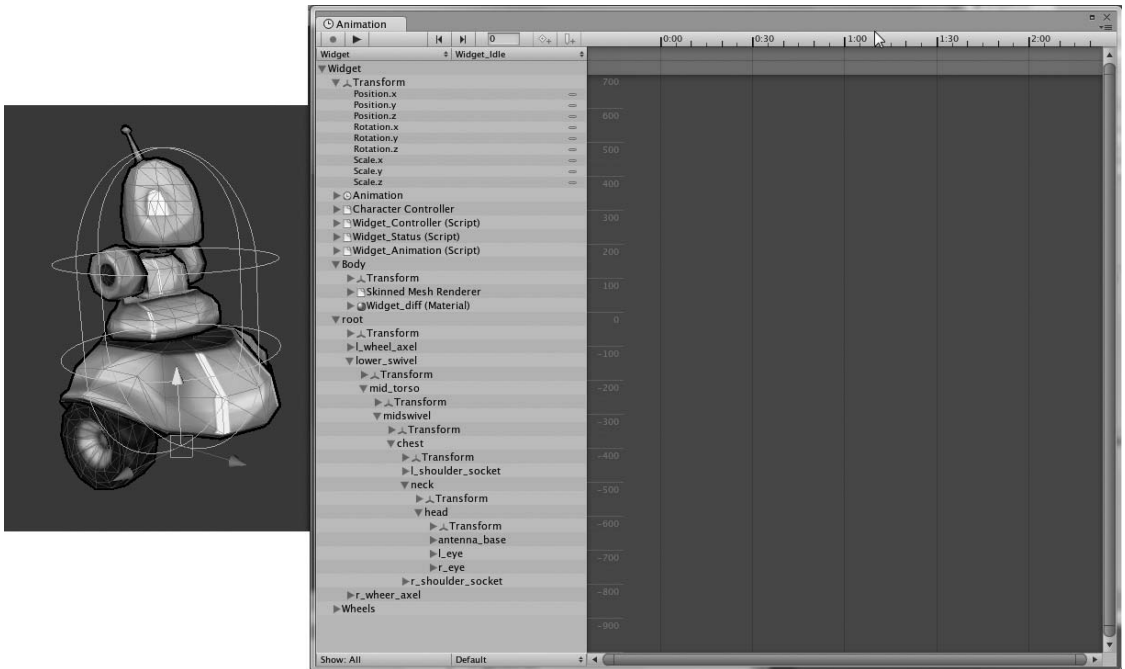 Animation
0 0:00 0:30 1:00 1:30 2:00
Widget Widget_Idle
Widget
Transform
Position.x
Position.y
Position.z
Rotation.x
Rotation.y
Rotation.z
Scale.x
Scale.y
Scale.z
Animation
Character Controller
Widget_Controller (Script)
Widget_Status (Script)
Widget_Animation (Script)
Body
Transform
Skinned Mesh Renderer
Widget_diff (Material)
root
Transform
l_wheel_axel
lower_swivel
Transform
mid_torso
Transform
midswivel
Transform
chest
Transform
l_shoulder_socket
neck
Transform
head
Transform
antenna_base
l_eye
r_eye
r_shoulder_socket
r_wheer_axel
Wheels
Show: All Default
700
600
500
400
300
200
100
0
-100
-200
-300
-400
-500
-600
-700
-800
-900